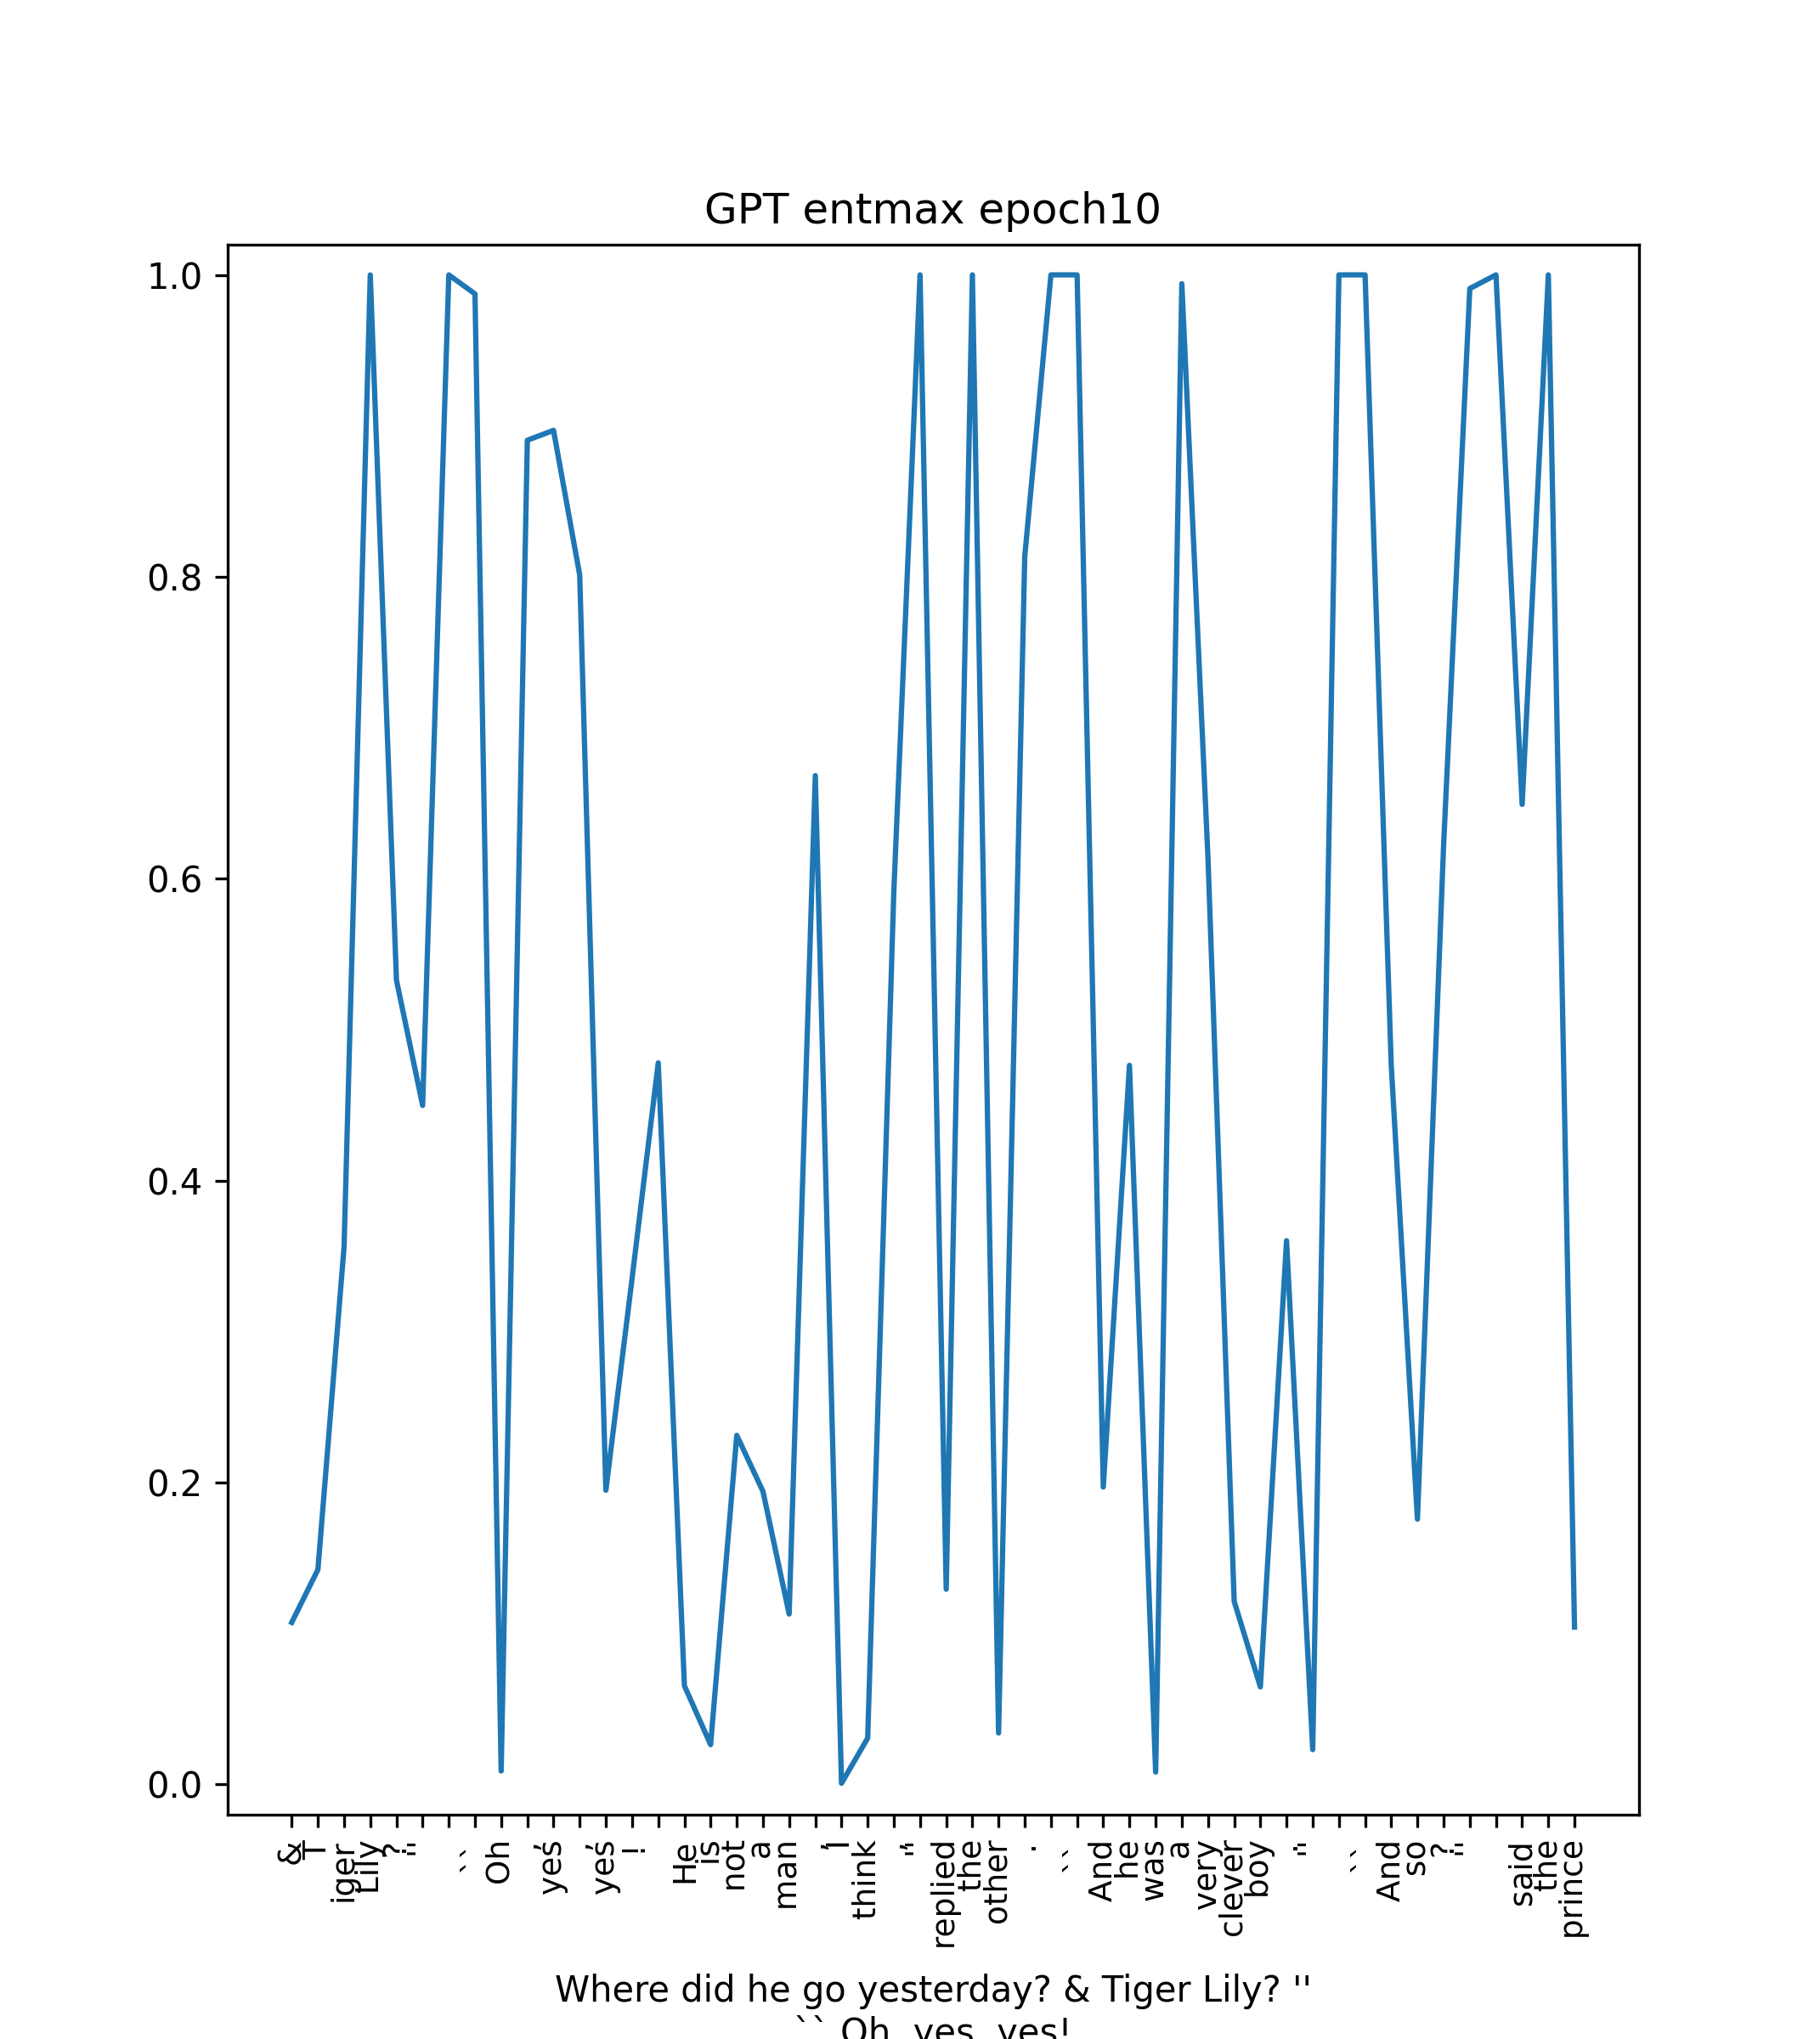 GPT entmax epoch10
1.0
0.8
0.6
0.4
0.2
0.0
& T iger Lily ? '' `` Oh , yes , yes ! He is not a man , I think , '' replied the other . `` And he was a very clever boy . '' `` And so ? '' said the prince
Where did he go yesterday? & Tiger Lily? ''
`` Oh, yes, yes!